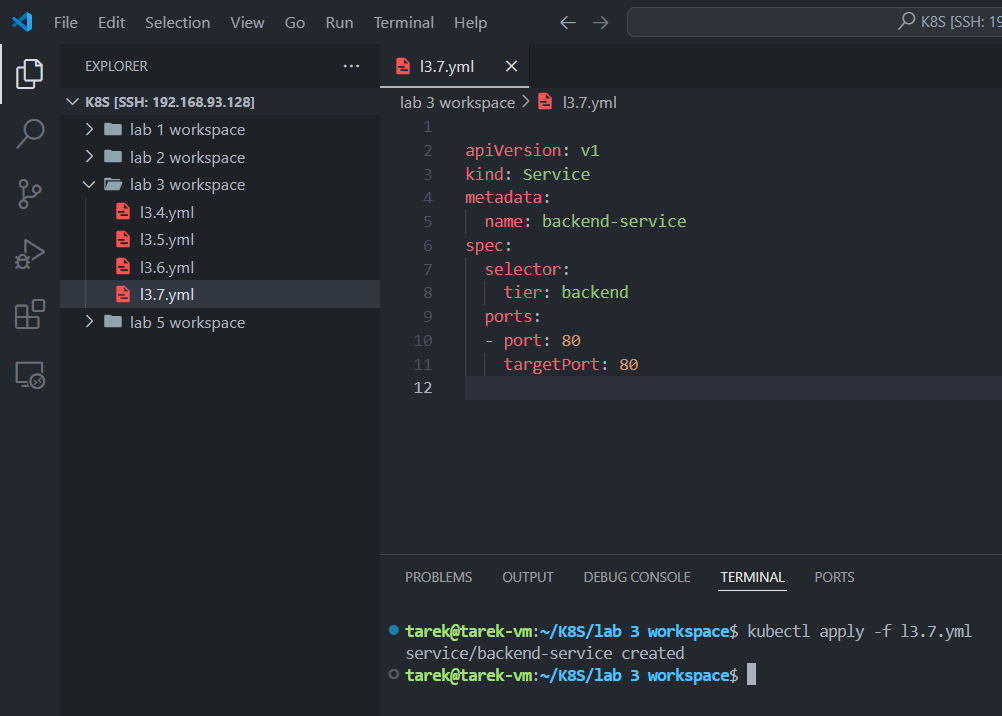 File Edit Selection View Go Run Terminal Help
K8S [SSH: 19
EXPLORER
K8S [SSH: 192.168.93.128]
lab 1 workspace
lab 2 workspace
lab 3 workspace
l3.4.yml
l3.5.yml
l3.6.yml
l3.7.yml
lab 5 workspace
l3.7.yml
lab 3 workspace > l3.7.yml
1
2 apiVersion: v1
3 kind: Service
4 metadata:
5 name: backend-service
6 spec:
7 selector:
8 tier: backend
9 ports:
10 - port: 80
11 targetPort: 80
12
PROBLEMS OUTPUT DEBUG CONSOLE TERMINAL PORTS
tarek@tarek-vm:~/K8S/lab 3 workspace$ kubectl apply -f l3.7.yml
service/backend-service created
tarek@tarek-vm:~/K8S/lab 3 workspace$